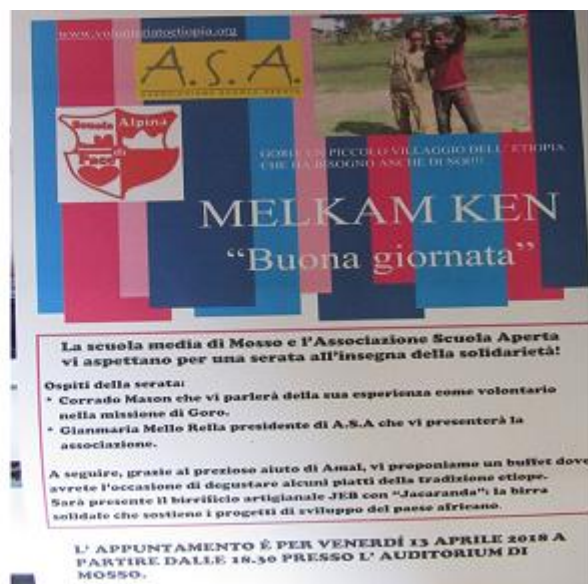 www.volontariatoetiopia.org
A.S.A.
ASSOCIAZIONE SCUOLA APERTA
Scuola Alpina
di
Pace
GORO: UN PICCOLO VILLAGGIO DELL' ETIOPIA
CHE HA BISOGNO ANCHE DI NOI!!!
MELKAM KEN
“Buona giornata”
La scuola media di Mosso e l'Associazione Scuola Aperta
vi aspettano per una serata all'insegna della solidarietà!
Ospiti della serata:
* Corrado Mason che vi parlerà della sua esperienza come volontario
nella missione di Goro.
* Gianmaria Mello Rella presidente di A.S.A che vi presenterà la
associazione.
A seguire, grazie al prezioso aiuto di Amal, vi proponiamo un buffet dove
avrete l'occasione di degustare alcuni piatti della tradizione etiope.
Sarà presente il birrificio artigianale JEB con “Jacaranda”: la birra
solidale che sostiene i progetti di sviluppo del paese africano.
L' APPUNTAMENTO È PER VENERDÍ 13 APRILE 2018 A
PARTIRE DALLE 18.30 PRESSO L' AUDITORIUM DI
MOSSO.